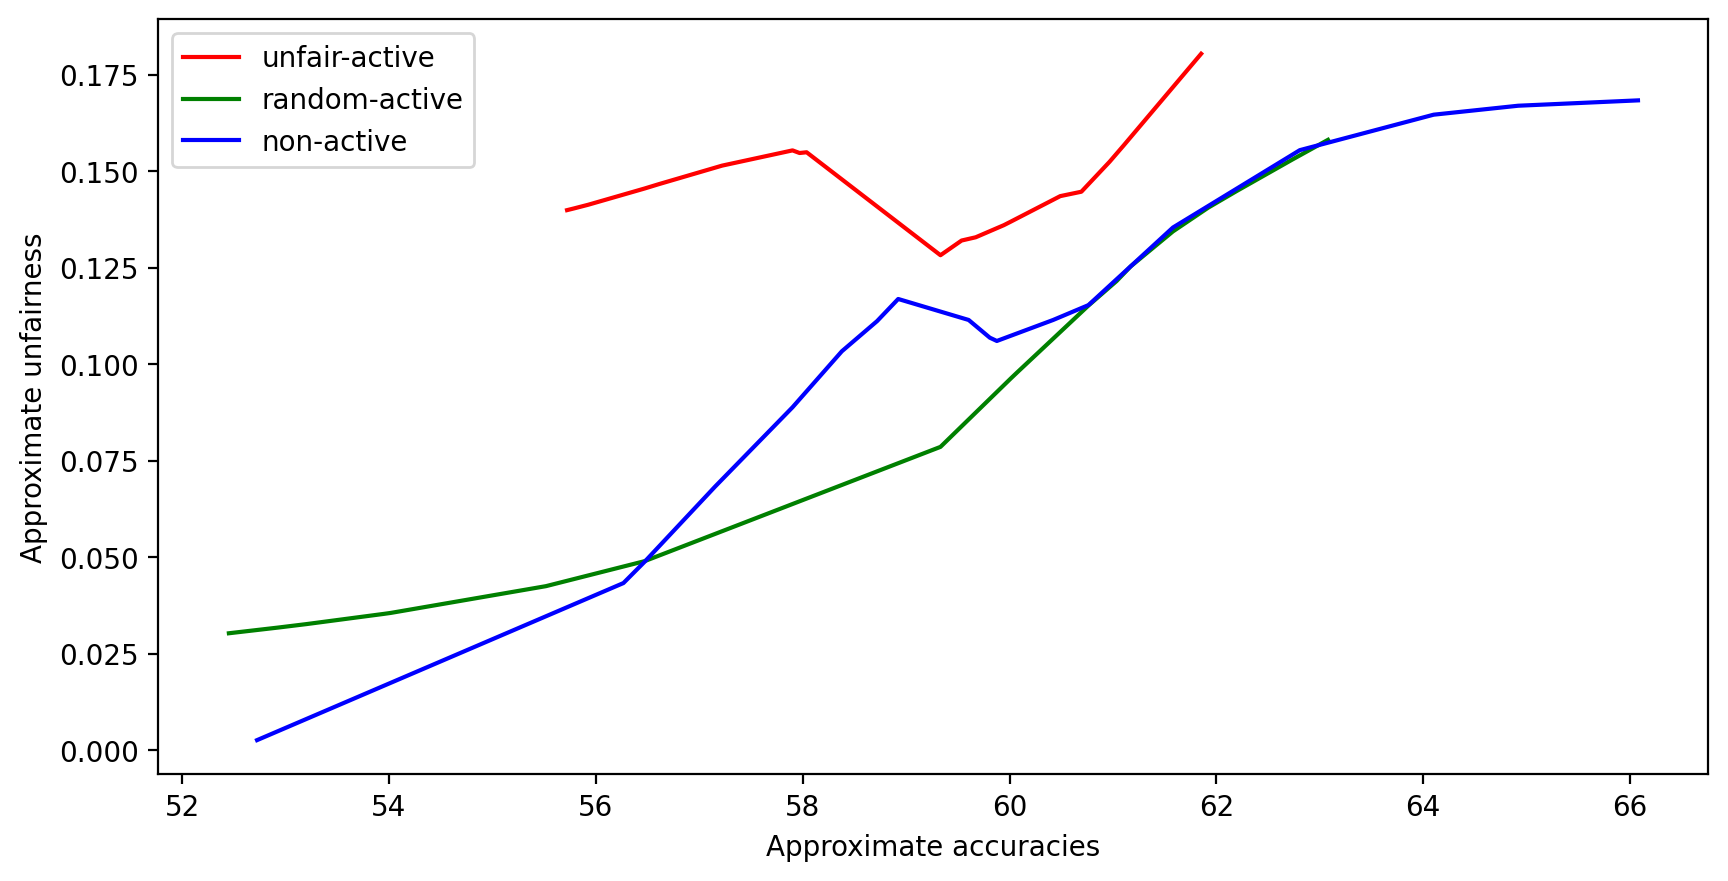 unfair-active
random-active
non-active
Approximate unfairness
0.175
0.150
0.125
0.100
0.075
0.050
0.025
0.000
52 54 56 58 60 62 64 66
Approximate accuracies